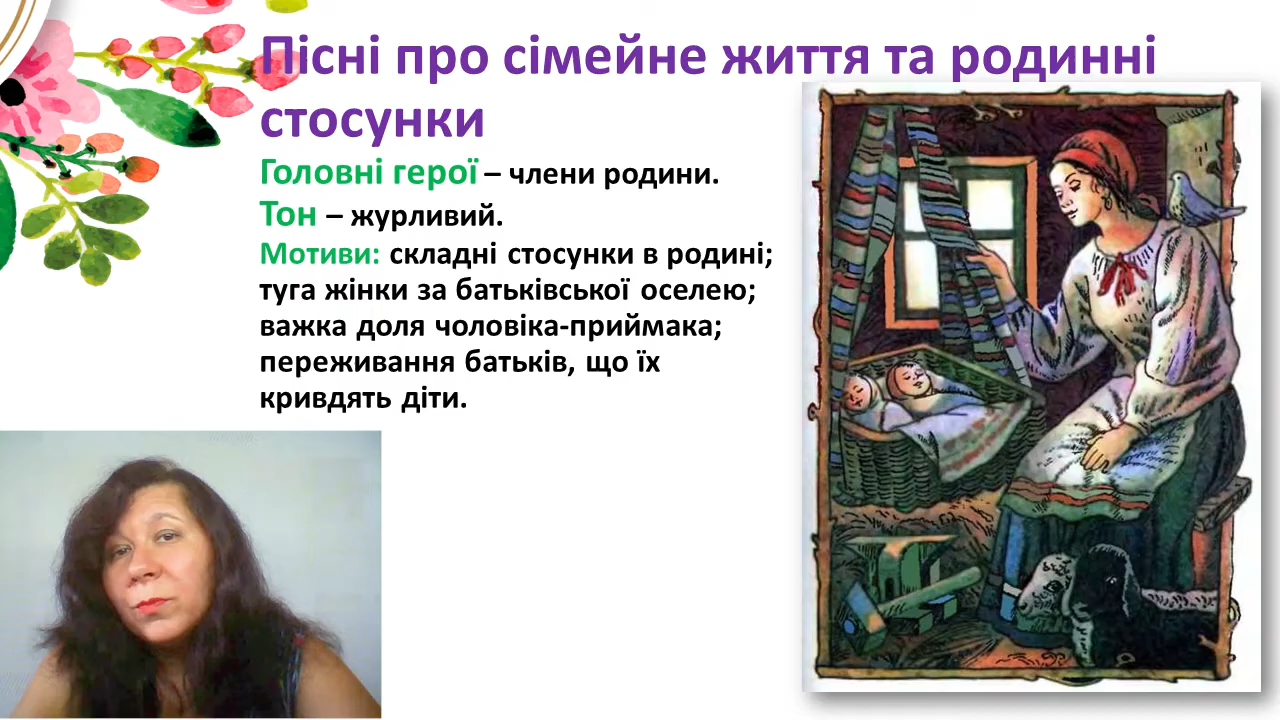 Пісні про сімейне життя та родинні
стосунки
Головні герої – члени родини.
Тон – журливий.
Мотиви: складні стосунки в родині;
туга жінки за батьківської оселею;
важка доля чоловіка-приймака;
переживання батьків, що їх
кривдять діти.